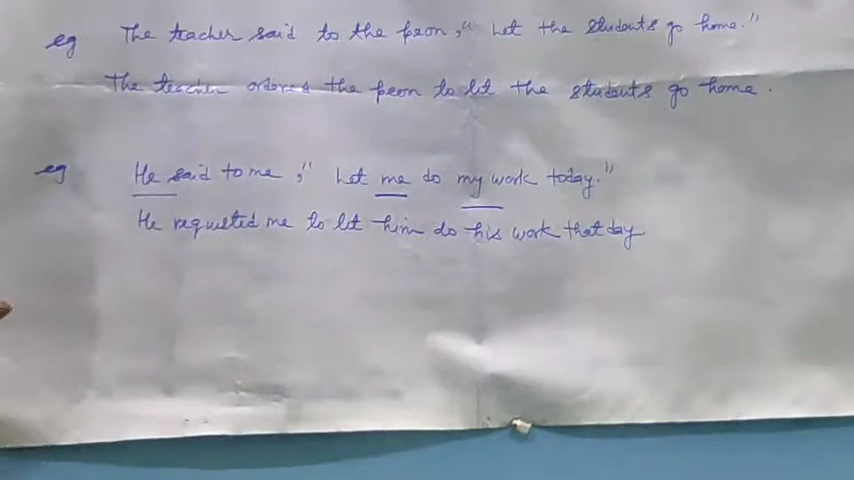 eg The teacher said to the peon," Let the students go home."
The teacher ordered the peon to let the students go home.
eg He said to me ," Let me do my work today."
He requested me to let him do his work that day